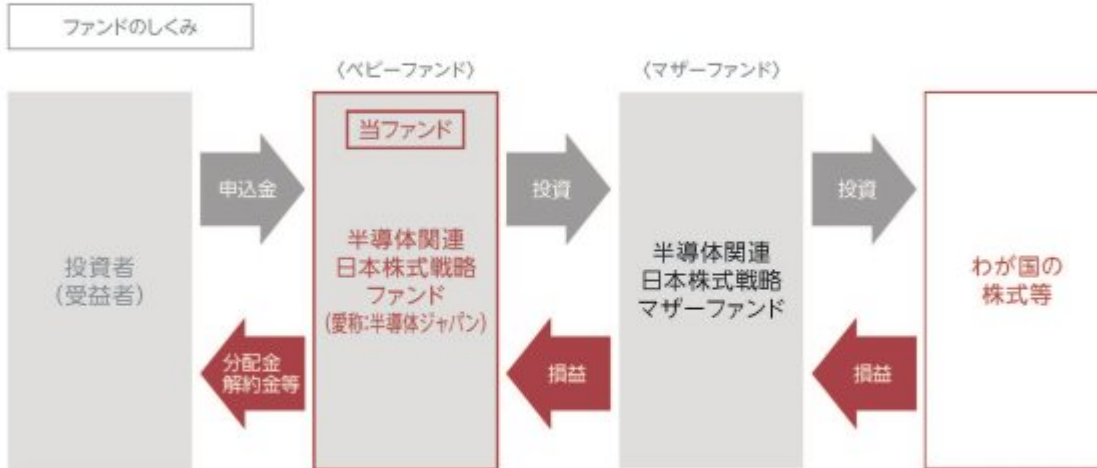 ファンドのしくみ
〈ベビーファンド〉
〈マザーファンド〉
投資者
(受益者)
申込金
分配金
解約金等
当ファンド
半導体関連
日本株式戦略
ファンド
(愛称:半導体ジャパン)
投資
損益
半導体関連
日本株式戦略
マザーファンド
投資
損益
わが国の
株式等